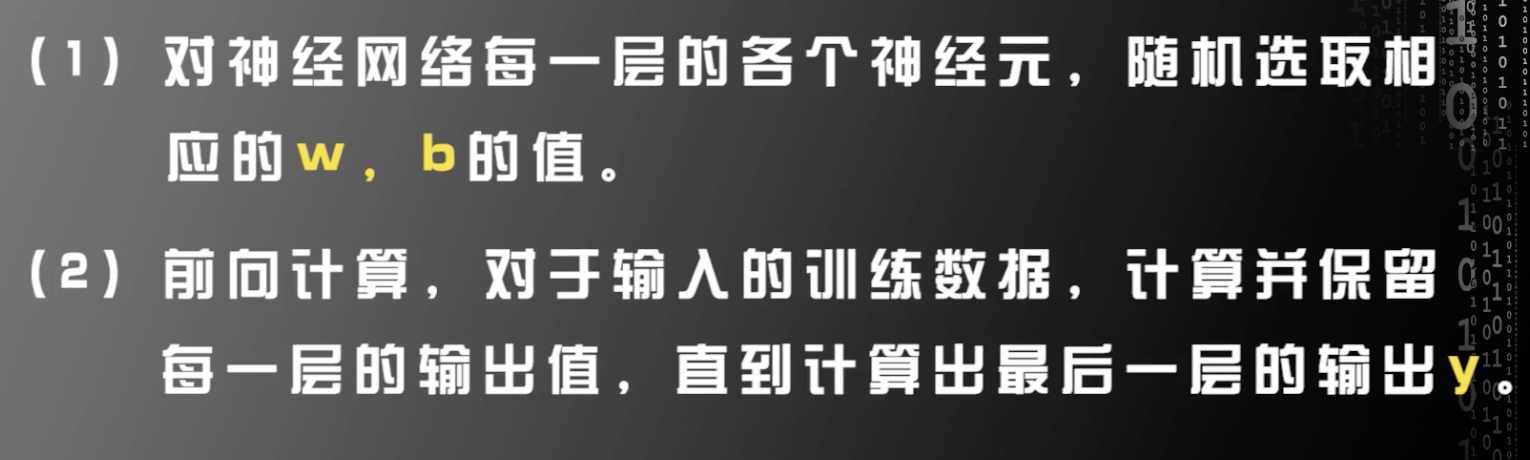 （1）对神经网络每一层的各个神经元，随机选取相
应的w，b的值。
（2）前向计算，对于输入的训练数据，计算并保留
每一层的输出值，直到计算出最后一层的输出y。